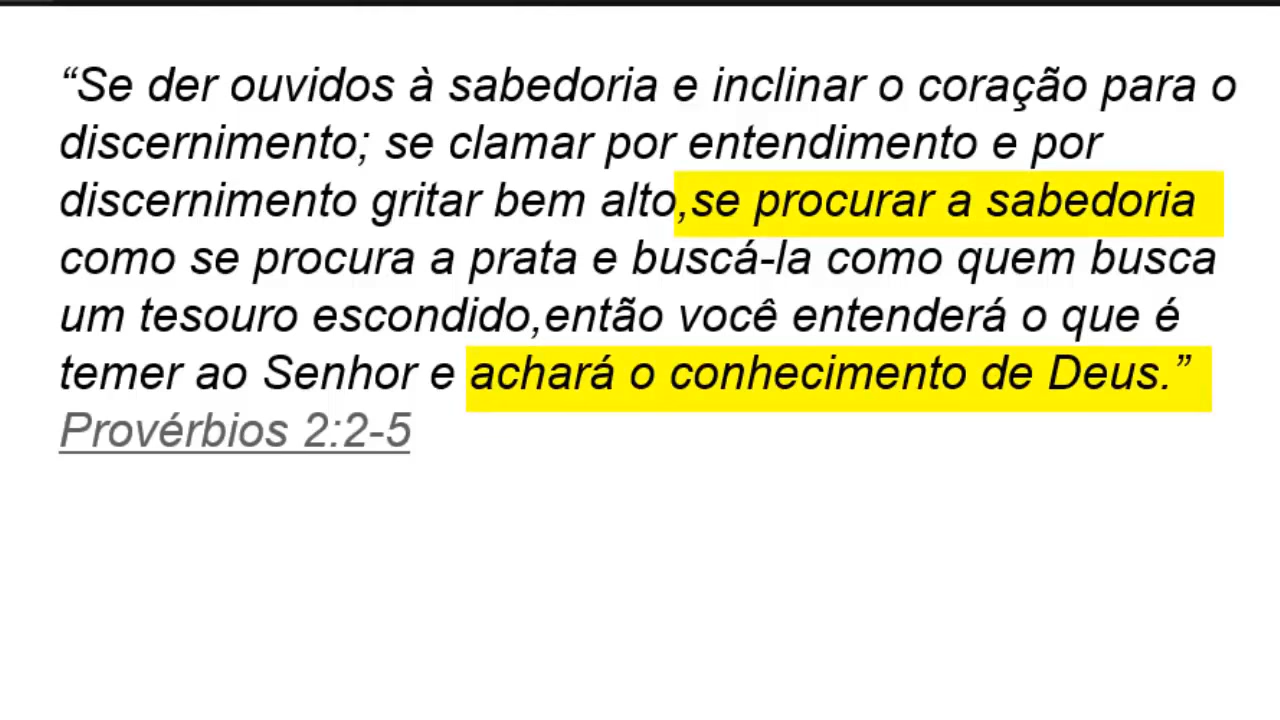 “Se der ouvidos à sabedoria e inclinar o coração para o
discernimento; se clamar por entendimento e por
discernimento gritar bem alto,se procurar a sabedoria
como se procura a prata e buscá-la como quem busca
um tesouro escondido,então você entenderá o que é
temer ao Senhor e achará o conhecimento de Deus.”
Provérbios 2:2-5